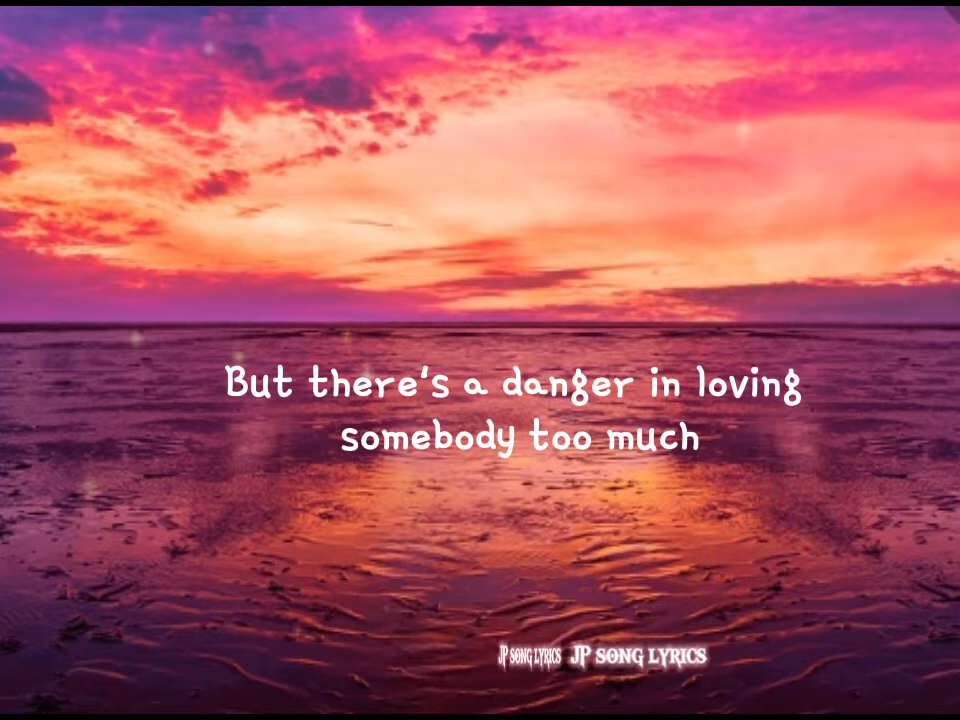 But there's a danger in loving
somebody too much
JP SONG LYRICS JP SONG LYRICS